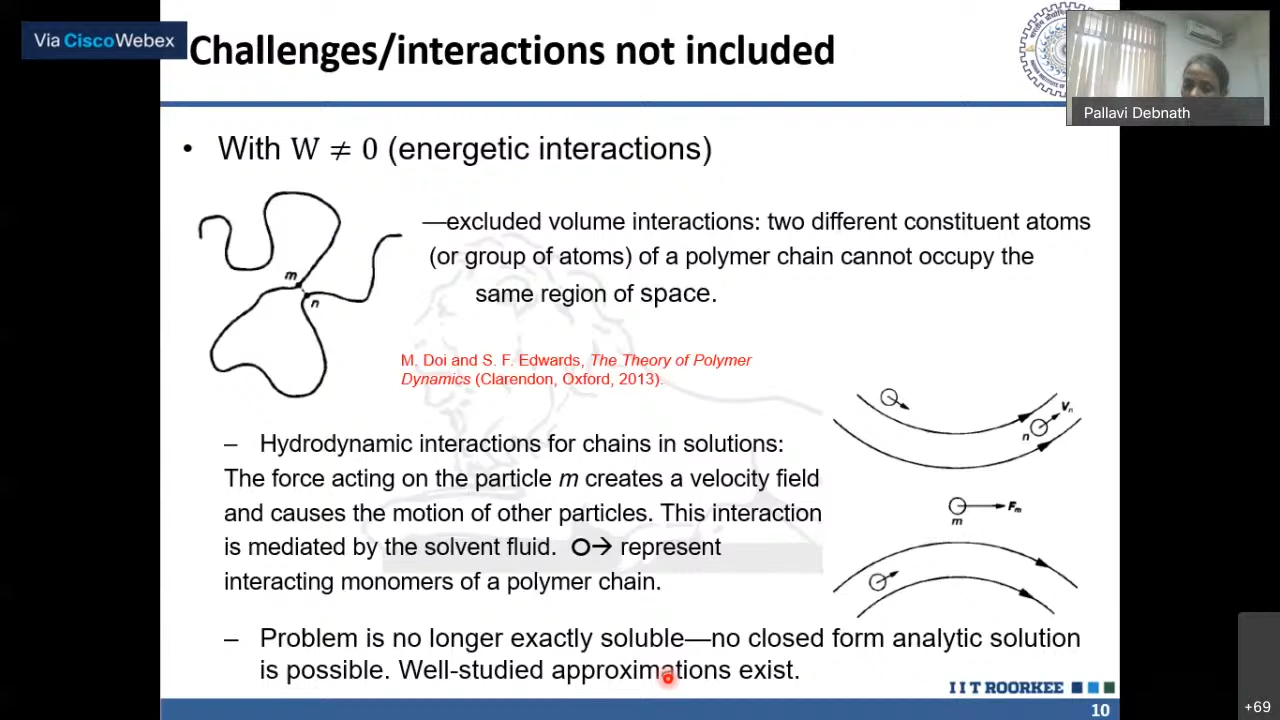 Via Cisco Webex
Challenges/interactions not included
Pallavi Debnath
• With W ≠ 0 (energetic interactions)
—excluded volume interactions: two different constituent atoms
(or group of atoms) of a polymer chain cannot occupy the
same region of space.
m
n
M. Doi and S. F. Edwards, The Theory of Polymer
Dynamics (Clarendon, Oxford, 2013).
– Hydrodynamic interactions for chains in solutions:
The force acting on the particle m creates a velocity field
and causes the motion of other particles. This interaction
is mediated by the solvent fluid. O→ represent
interacting monomers of a polymer chain.
Vn
n
Fm
m
– Problem is no longer exactly soluble—no closed form analytic solution
is possible. Well-studied approximations exist.
IIT ROORKEE
10
+69